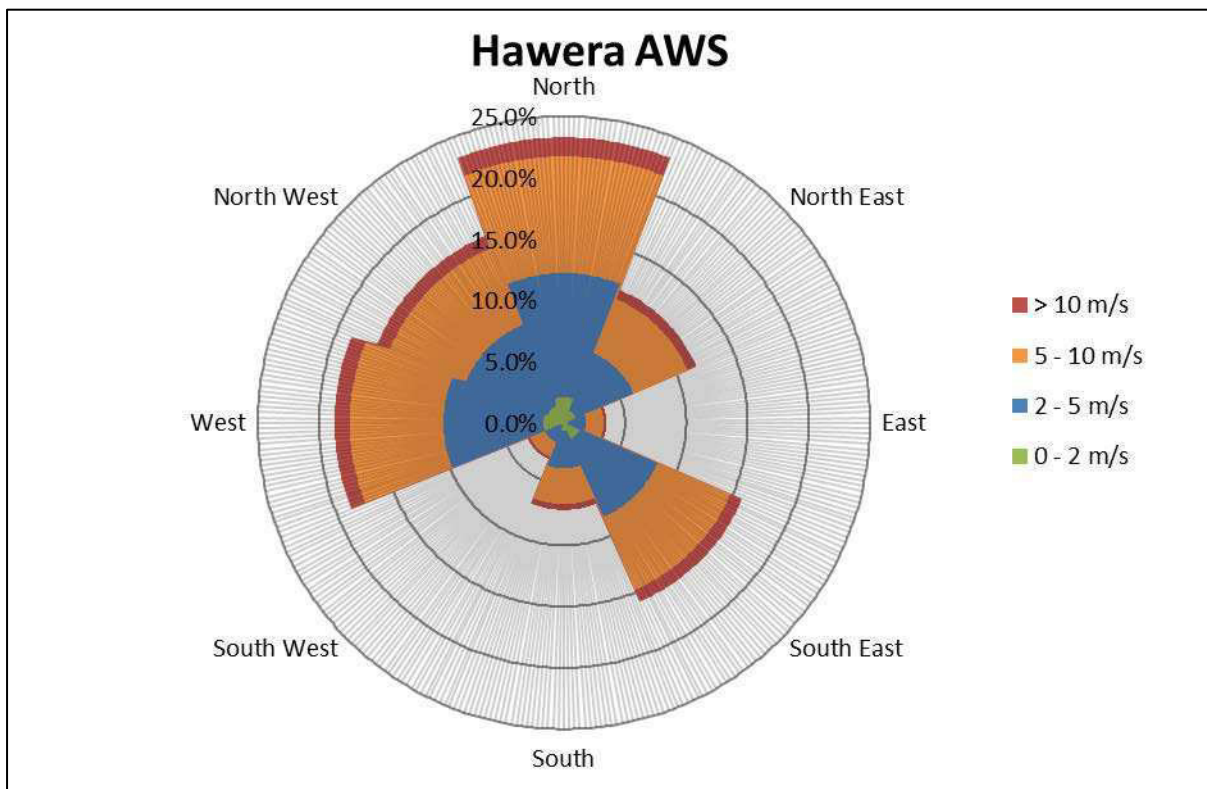 Hawera AWS
North
25.0%
20.0%
North West
North East
15.0%
10.0%
> 10 m/s
5 - 10 m/s
5.0%
West
0.0%
East
2 - 5 m/s
0 - 2 m/s
South West
South East
South